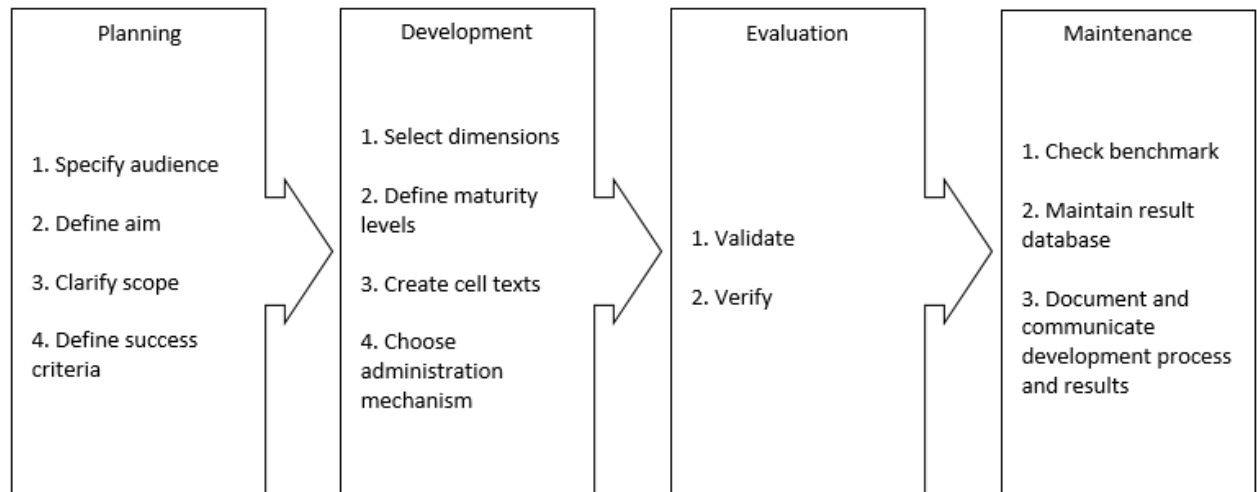 Planning
1. Specify audience
2. Define aim
3. Clarify scope
4. Define success
criteria
Development
1. Select dimensions
2. Define maturity
levels
3. Create cell texts
4. Choose
administration
mechanism
Evaluation
1. Validate
2. Verify
Maintenance
1. Check benchmark
2. Maintain result
database
3. Document and
communicate
development process
and results